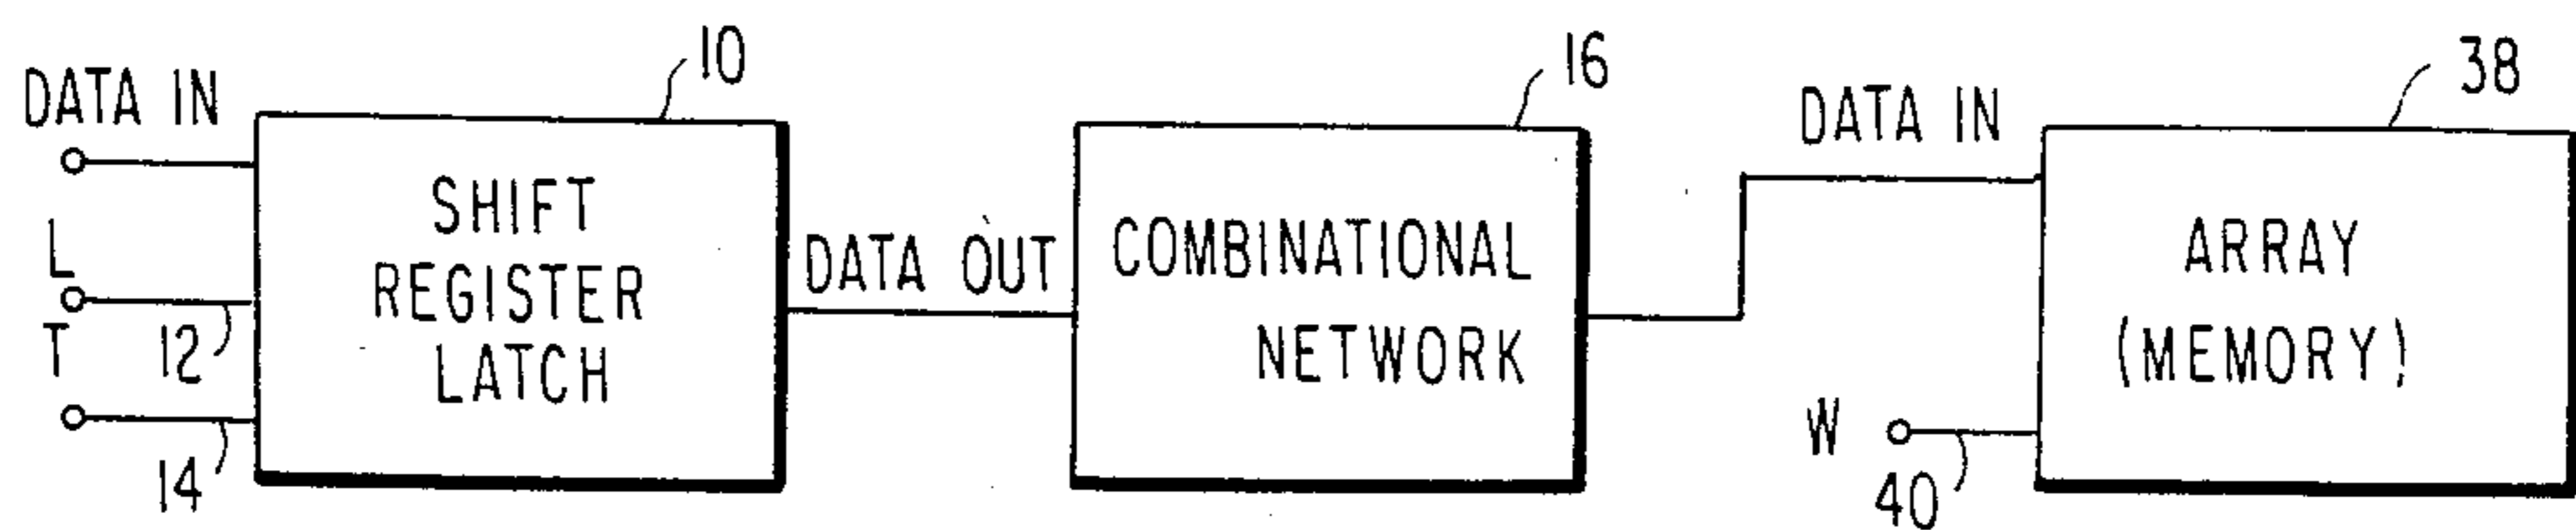 DATA IN
10
L
T
12
14
SHIFT
REGISTER
LATCH
DATA OUT
16
COMBINATIONAL
NETWORK
DATA IN
38
W
40
ARRAY
(MEMORY)